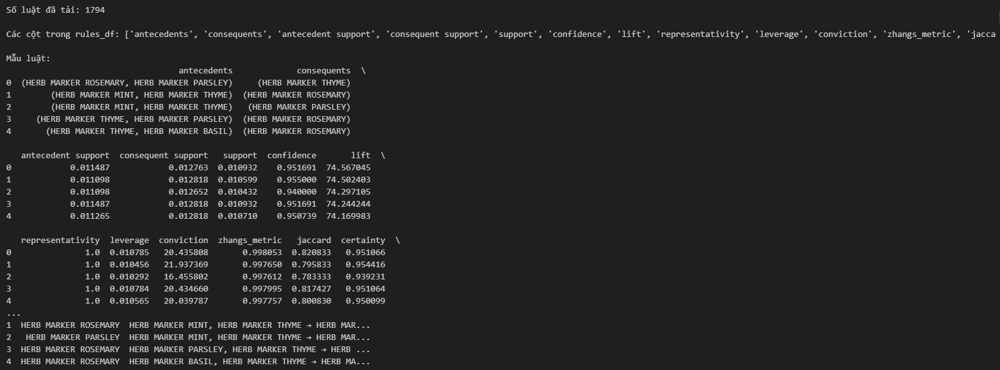 Số luật đã tải: 1794
Các cột trong rules_df: ['antecedents', 'consequents', 'antecedent support', 'consequent support', 'support', 'confidence', 'lift', 'representativity', 'leverage', 'conviction', 'zhangs_metric', 'jacca
Mẫu luật:
antecedents consequents \
0 (HERB MARKER ROSEMARY, HERB MARKER PARSLEY) (HERB MARKER THYME)
1 (HERB MARKER MINT, HERB MARKER THYME) (HERB MARKER ROSEMARY)
2 (HERB MARKER MINT, HERB MARKER THYME) (HERB MARKER PARSLEY)
3 (HERB MARKER THYME, HERB MARKER PARSLEY) (HERB MARKER ROSEMARY)
4 (HERB MARKER THYME, HERB MARKER BASIL) (HERB MARKER ROSEMARY)
antecedent support consequent support support confidence lift \
0 0.011487 0.012763 0.010932 0.951691 74.567045
1 0.011098 0.012818 0.010599 0.955000 74.502403
2 0.011098 0.012652 0.010432 0.940000 74.297105
3 0.011487 0.012818 0.010932 0.951691 74.244244
4 0.011265 0.012818 0.010710 0.950739 74.169983
representativity leverage conviction zhangs_metric jaccard certainty \
0 1.0 0.010785 20.435808 0.998053 0.820833 0.951066
1 1.0 0.010456 21.937369 0.997650 0.795833 0.954416
2 1.0 0.010292 16.455802 0.997612 0.783333 0.939231
3 1.0 0.010784 20.434660 0.997995 0.817427 0.951064
4 1.0 0.010565 20.039787 0.997757 0.800830 0.950099
...
1 HERB MARKER ROSEMARY HERB MARKER MINT, HERB MARKER THYME → HERB MAR...
2 HERB MARKER PARSLEY HERB MARKER MINT, HERB MARKER THYME → HERB MAR...
3 HERB MARKER ROSEMARY HERB MARKER PARSLEY, HERB MARKER THYME → HERB ...
4 HERB MARKER ROSEMARY HERB MARKER BASIL, HERB MARKER THYME → HERB MA...